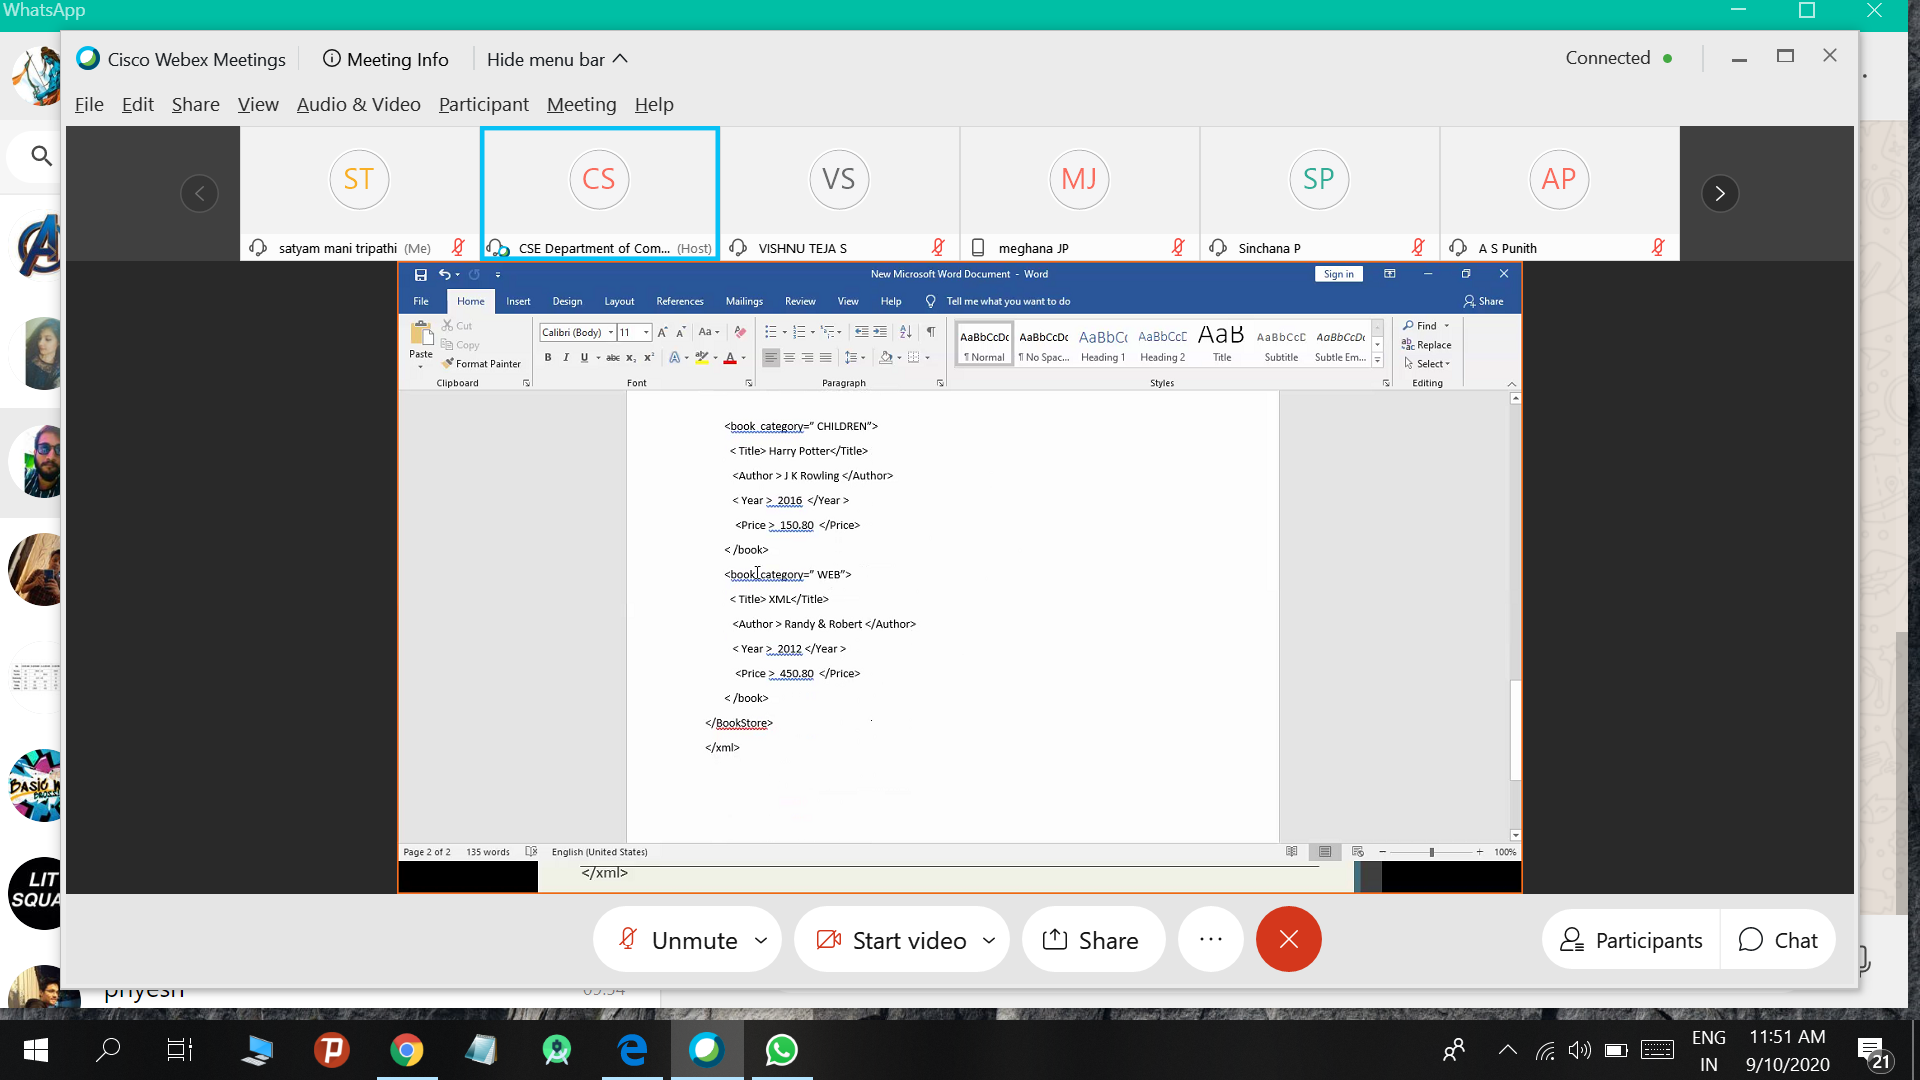 WhatsApp
Cisco Webex Meetings
Meeting Info
Hide menu bar
Connected
File Edit Share View Audio & Video Participant Meeting Help
ST CS VS MJ SP AP
satyam mani tripathi (Me)
CSE Department of Com... (Host)
VISHNU TEJA S
meghana JP
Sinchana P
A S Punith
New Microsoft Word Document - Word
Sign in
File Home Insert Design Layout References Mailings Review View Help Tell me what you want to do Share
Paste
Cut
Copy
Format Painter
Clipboard
Calibri (Body) 11
Font
Paragraph
AaBbCcDc AaBbCcDc AaBbCc AaBbCcD AaB AaBbCcD AaBbCcDc
¶ Normal ¶ No Spac... Heading 1 Heading 2 Title Subtitle Subtle Em...
Styles
Find
Replace
Select
Editing
<book category=” CHILDREN”>
< Title> Harry Potter</Title>
<Author > J K Rowling </Author>
< Year > 2016 </Year >
<Price > 150.80 </Price>
< /book>
<book category=” WEB”>
< Title> XML</Title>
<Author > Randy & Robert </Author>
< Year > 2012 </Year >
<Price > 450.80 </Price>
< /book>
</BookStore>
</xml>
Page 2 of 2 135 words English (United States) 100%
</xml>
Unmute
Start video
Share
Participants
Chat
BASIC
LIT
SQUA
priyesh
09:54
ENG
IN
11:51 AM
9/10/2020
21